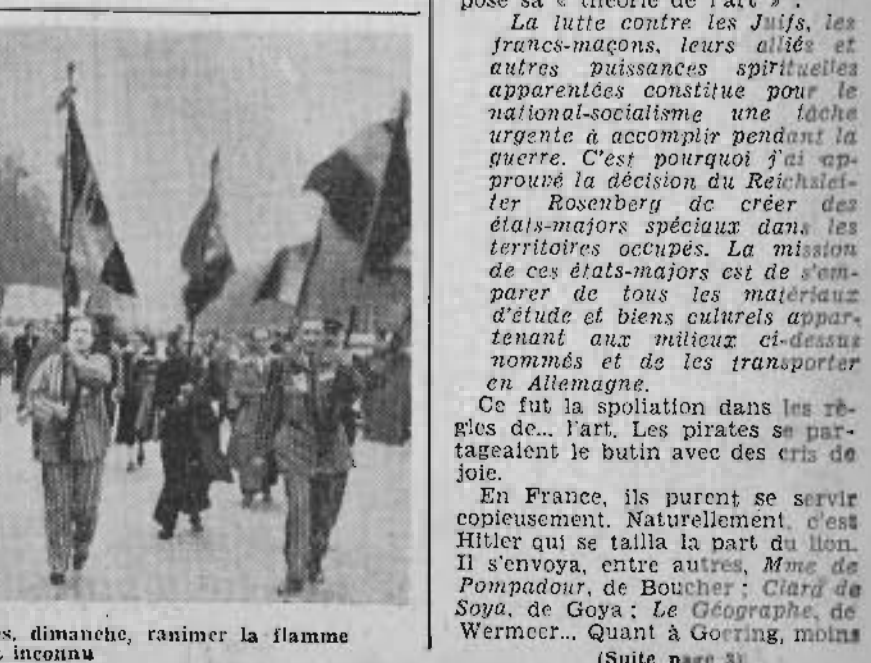 pose sa « théorie de l'art » :
La lutte contre les Juifs, les
francs-maçons, leurs alliés et
autres puissances spirituelles
apparentées constitue pour le
national-socialisme une tâche
urgente à accomplir pendant la
guerre. C'est pourquoi j'ai ap-
prouvé la décision du Reichslei-
ter Rosenberg de créer des
états-majors spéciaux dans les
territoires occupés. La mission
de ces états-majors est de s'em-
parer de tous les matériaux
d'étude et biens culurels appar-
tenant aux milieux ci-dessus
nommés et de les transporter
en Allemagne.
Ce fut la spoliation dans les rè-
gles de... l'art. Les pirates se par-
tageaient le butin avec des cris de
joie.
En France, ils purent se servir
copieusement. Naturellement, c'est
Hitler qui se tailla la part du lion.
Il s'envoya, entre autres, Mme de
Pompadour, de Boucher ; Clara de
Soya, de Goya ; Le Géographe, de
Wermeer... Quant à Goering, moins
(Suite page 3)
s, dimanche, ranimer la flamme
inconnu